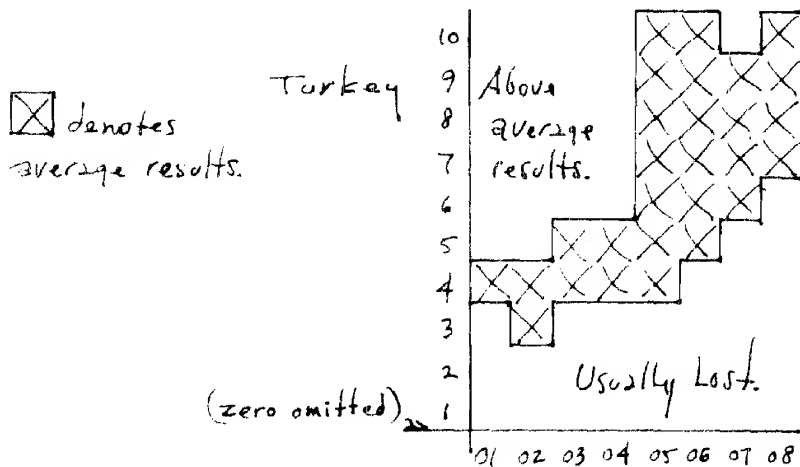 10
Turkey
9
Above
average
results.
denotes
average results.
8
7
6
5
4
3
2
Usually Lost.
(zero omitted)
1
01 02 03 04 05 06 07 08